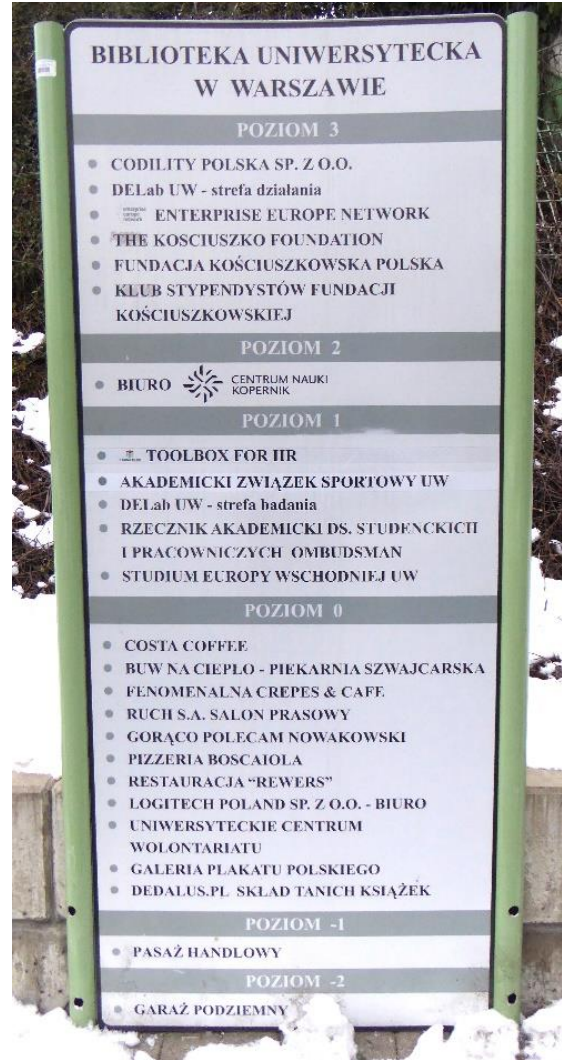 BIBLIOTEKA UNIWERSYTECKA
W WARSZAWIE
POZIOM 3
CODILITY POLSKA SP. Z O.O.
DELab UW - strefa działania
enterprise europe network ENTERPRISE EUROPE NETWORK
THE KOSCIUSZKO FOUNDATION
FUNDACJA KOŚCIUSZKOWSKA POLSKA
KLUB STYPENDYSTÓW FUNDACJI
KOŚCIUSZKOWSKIEJ
POZIOM 2
BIURO CENTRUM NAUKI
KOPERNIK
POZIOM 1
TOOLBOX FOR HR
AKADEMICKI ZWIĄZEK SPORTOWY UW
DELab UW - strefa badania
RZECZNIK AKADEMICKI DS. STUDENCKICH
I PRACOWNICZYCH OMBUDSMAN
STUDIUM EUROPY WSCHODNIEJ UW
POZIOM 0
COSTA COFFEE
BUW NA CIEPŁO - PIEKARNIA SZWAJCARSKA
FENOMENALNA CREPES & CAFE
RUCH S.A. SALON PRASOWY
GORĄCO POLECAM NOWAKOWSKI
PIZZERIA BOSCAIOLA
RESTAURACJA “REWERS”
LOGITECH POLAND SP. Z O.O. - BIURO
UNIWERSYTECKIE CENTRUM
WOLONTARIATU
GALERIA PLAKATU POLSKIEGO
DEDALUS.PL SKŁAD TANICH KSIĄŻEK
POZIOM -1
PASAŻ HANDLOWY
POZIOM -2
GARAŻ PODZIEMNY